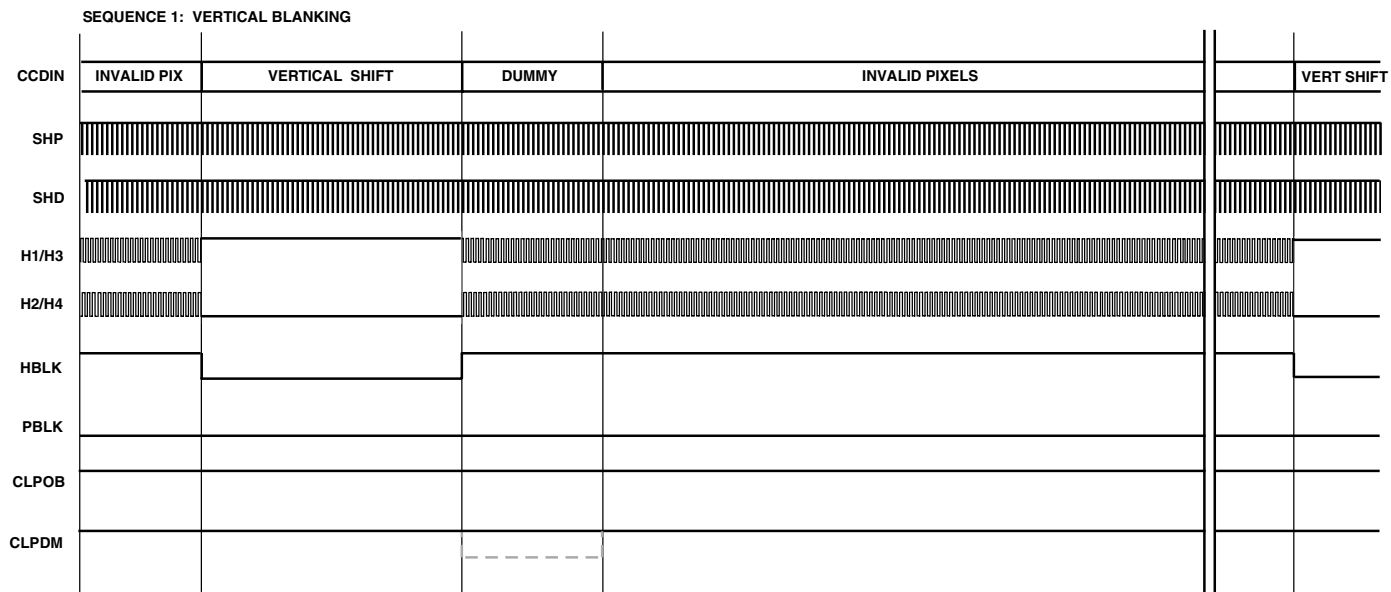 SEQUENCE 1: VERTICAL BLANKING
CCDIN INVALID PIX VERTICAL SHIFT DUMMY INVALID PIXELS VERT SHIFT
SHP
SHD
H1/H3
H2/H4
HBLK
PBLK
CLPOB
CLPDM